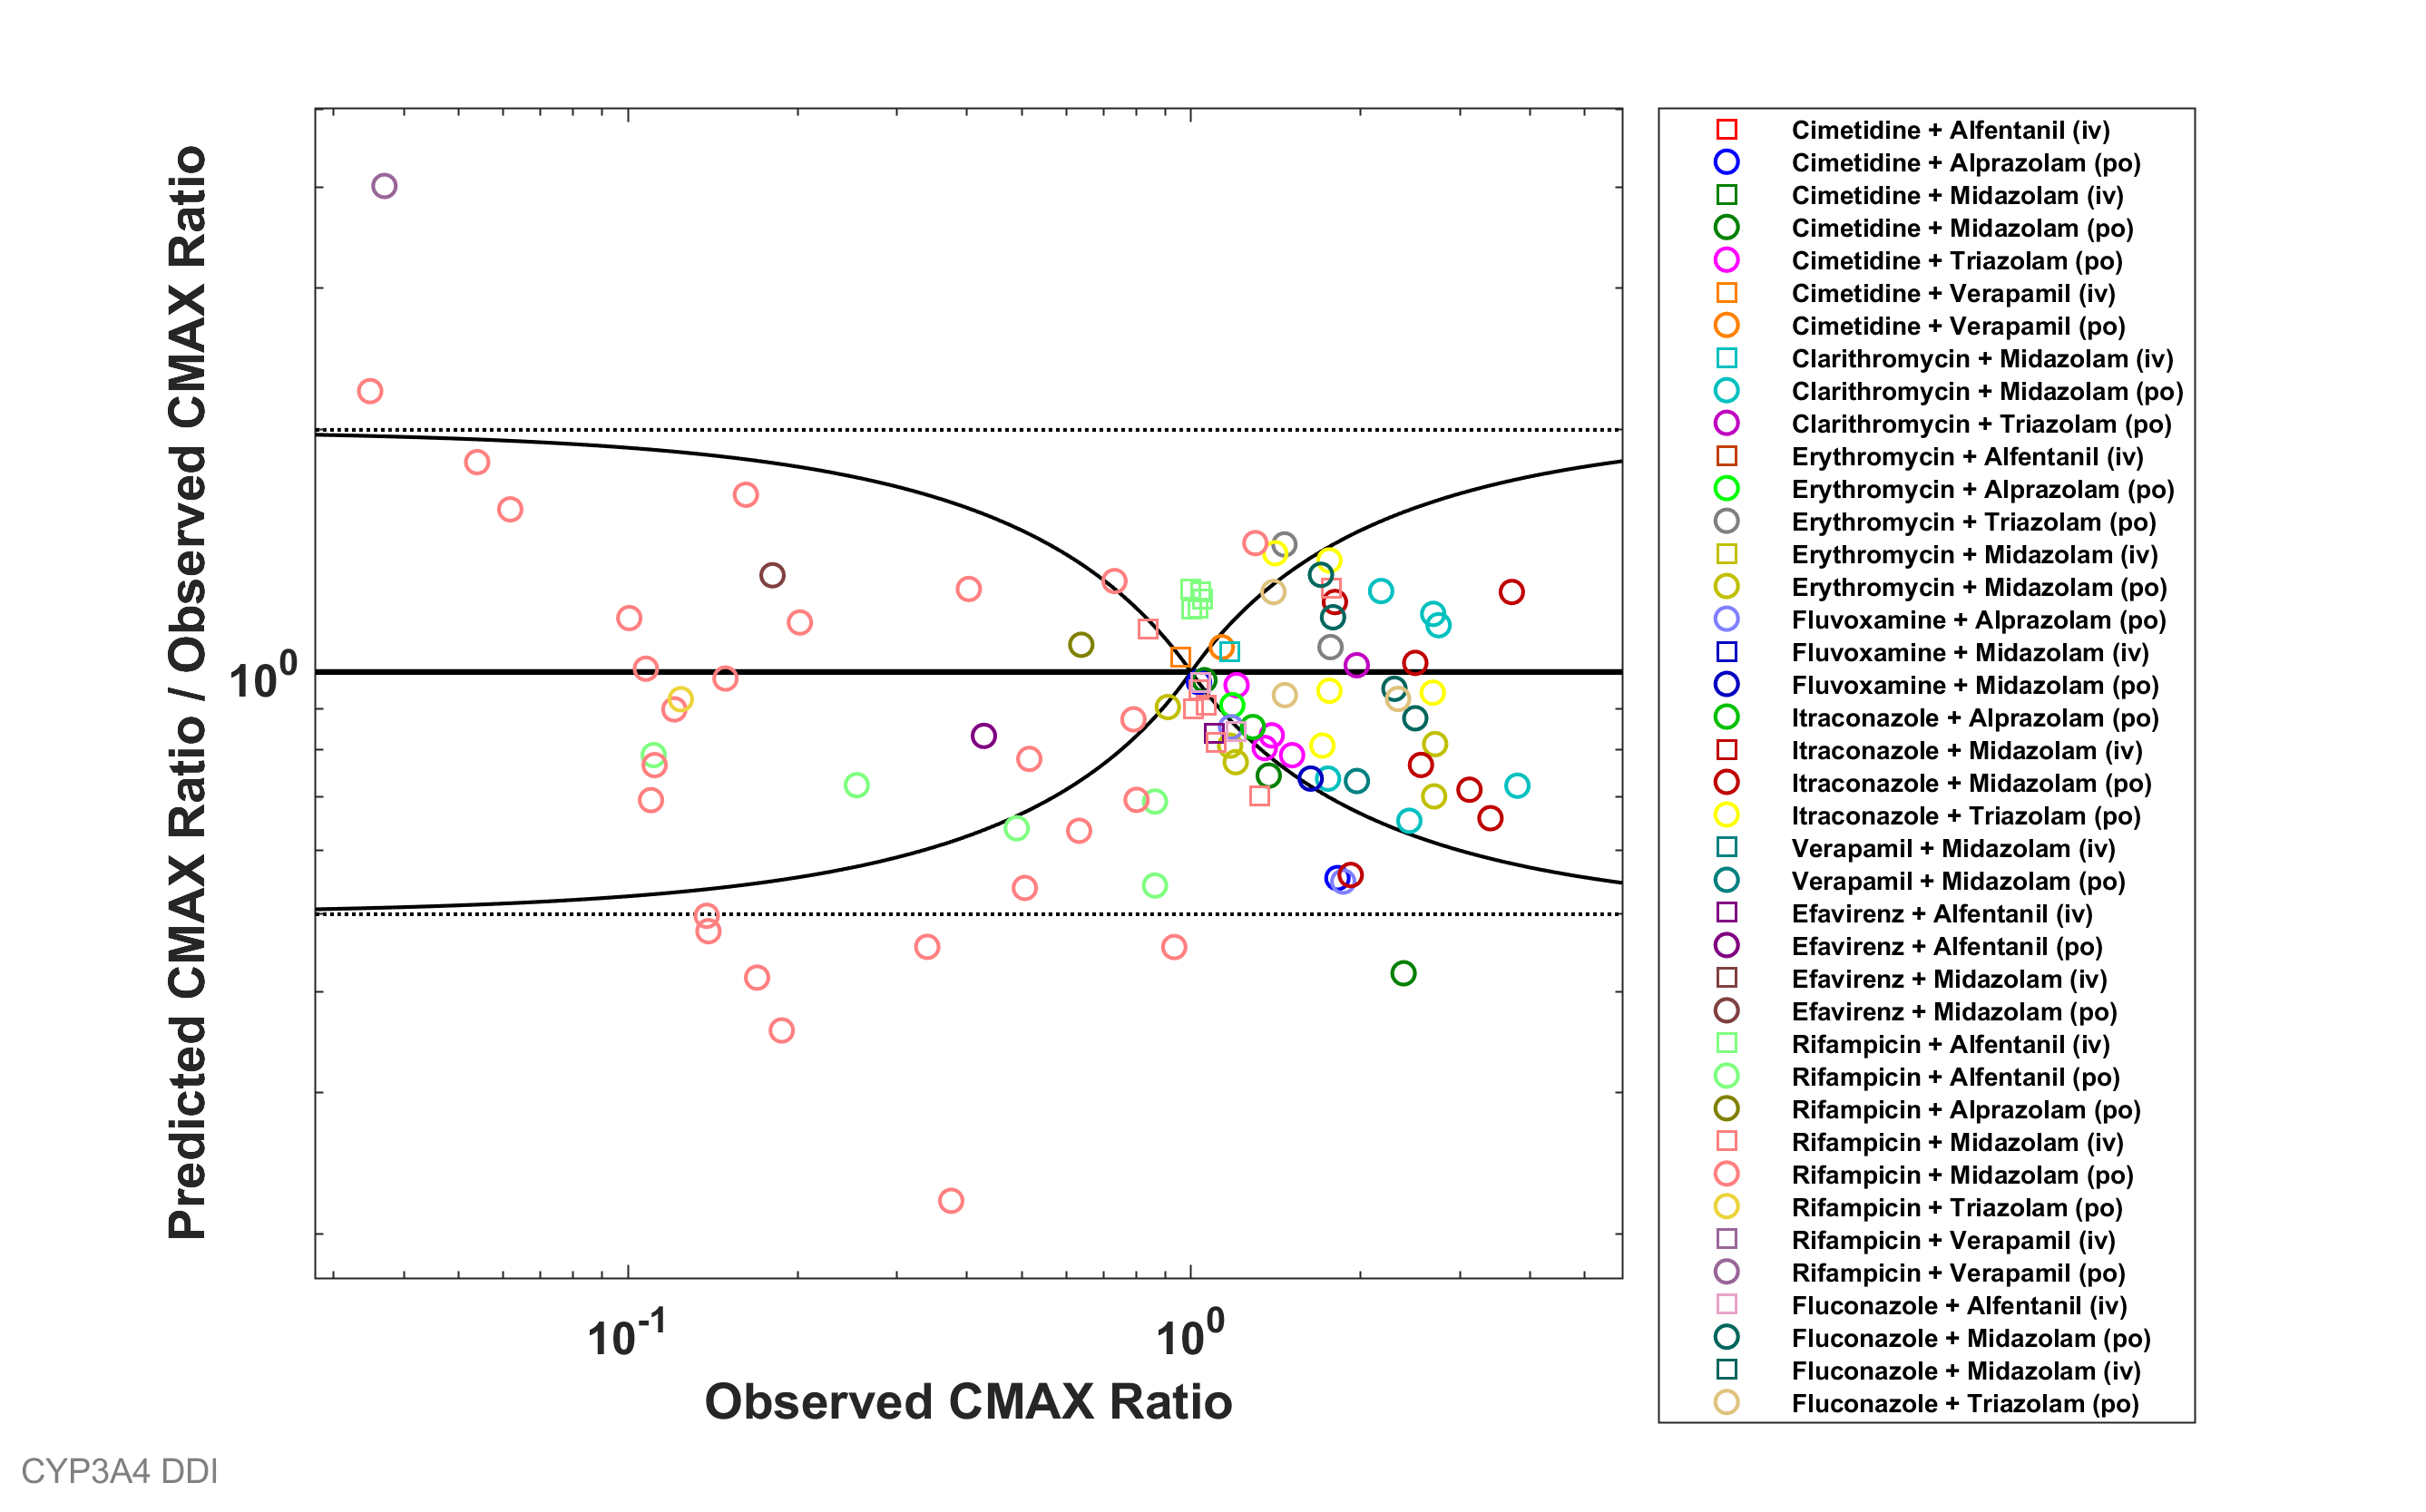 Predicted CMAX Ratio / Observed CMAX Ratio
10⁰
10⁻¹
10⁰
Observed CMAX Ratio
Cimetidine + Alfentanil (iv)
Cimetidine + Alprazolam (po)
Cimetidine + Midazolam (iv)
Cimetidine + Midazolam (po)
Cimetidine + Triazolam (po)
Cimetidine + Verapamil (iv)
Cimetidine + Verapamil (po)
Clarithromycin + Midazolam (iv)
Clarithromycin + Midazolam (po)
Clarithromycin + Triazolam (po)
Erythromycin + Alfentanil (iv)
Erythromycin + Alprazolam (po)
Erythromycin + Triazolam (po)
Erythromycin + Midazolam (iv)
Erythromycin + Midazolam (po)
Fluvoxamine + Alprazolam (po)
Fluvoxamine + Midazolam (iv)
Fluvoxamine + Midazolam (po)
Itraconazole + Alprazolam (po)
Itraconazole + Midazolam (iv)
Itraconazole + Midazolam (po)
Itraconazole + Triazolam (po)
Verapamil + Midazolam (iv)
Verapamil + Midazolam (po)
Efavirenz + Alfentanil (iv)
Efavirenz + Alfentanil (po)
Efavirenz + Midazolam (iv)
Efavirenz + Midazolam (po)
Rifampicin + Alfentanil (iv)
Rifampicin + Alfentanil (po)
Rifampicin + Alprazolam (po)
Rifampicin + Midazolam (iv)
Rifampicin + Midazolam (po)
Rifampicin + Triazolam (po)
Rifampicin + Verapamil (iv)
Rifampicin + Verapamil (po)
Fluconazole + Alfentanil (iv)
Fluconazole + Midazolam (po)
Fluconazole + Midazolam (iv)
Fluconazole + Triazolam (po)
CYP3A4 DDI